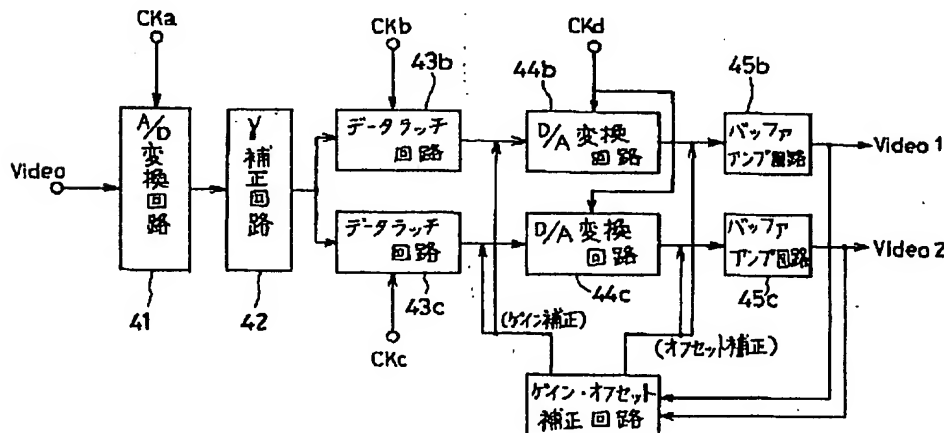 CKa
CKb
CKd
43b
44b
45b
A/D
変換回路
γ
補正回路
データラッチ
回路
D/A 変換
回路
バッファ
アンプ回路
Video 1
Video
データラッチ
回路
D/A 変換
回路
バッファ
アンプ回路
Video 2
41
42
43c
44c
45c
CKc
(ゲイン補正)
(オフセット補正)
ゲイン・オフセット
補正回路